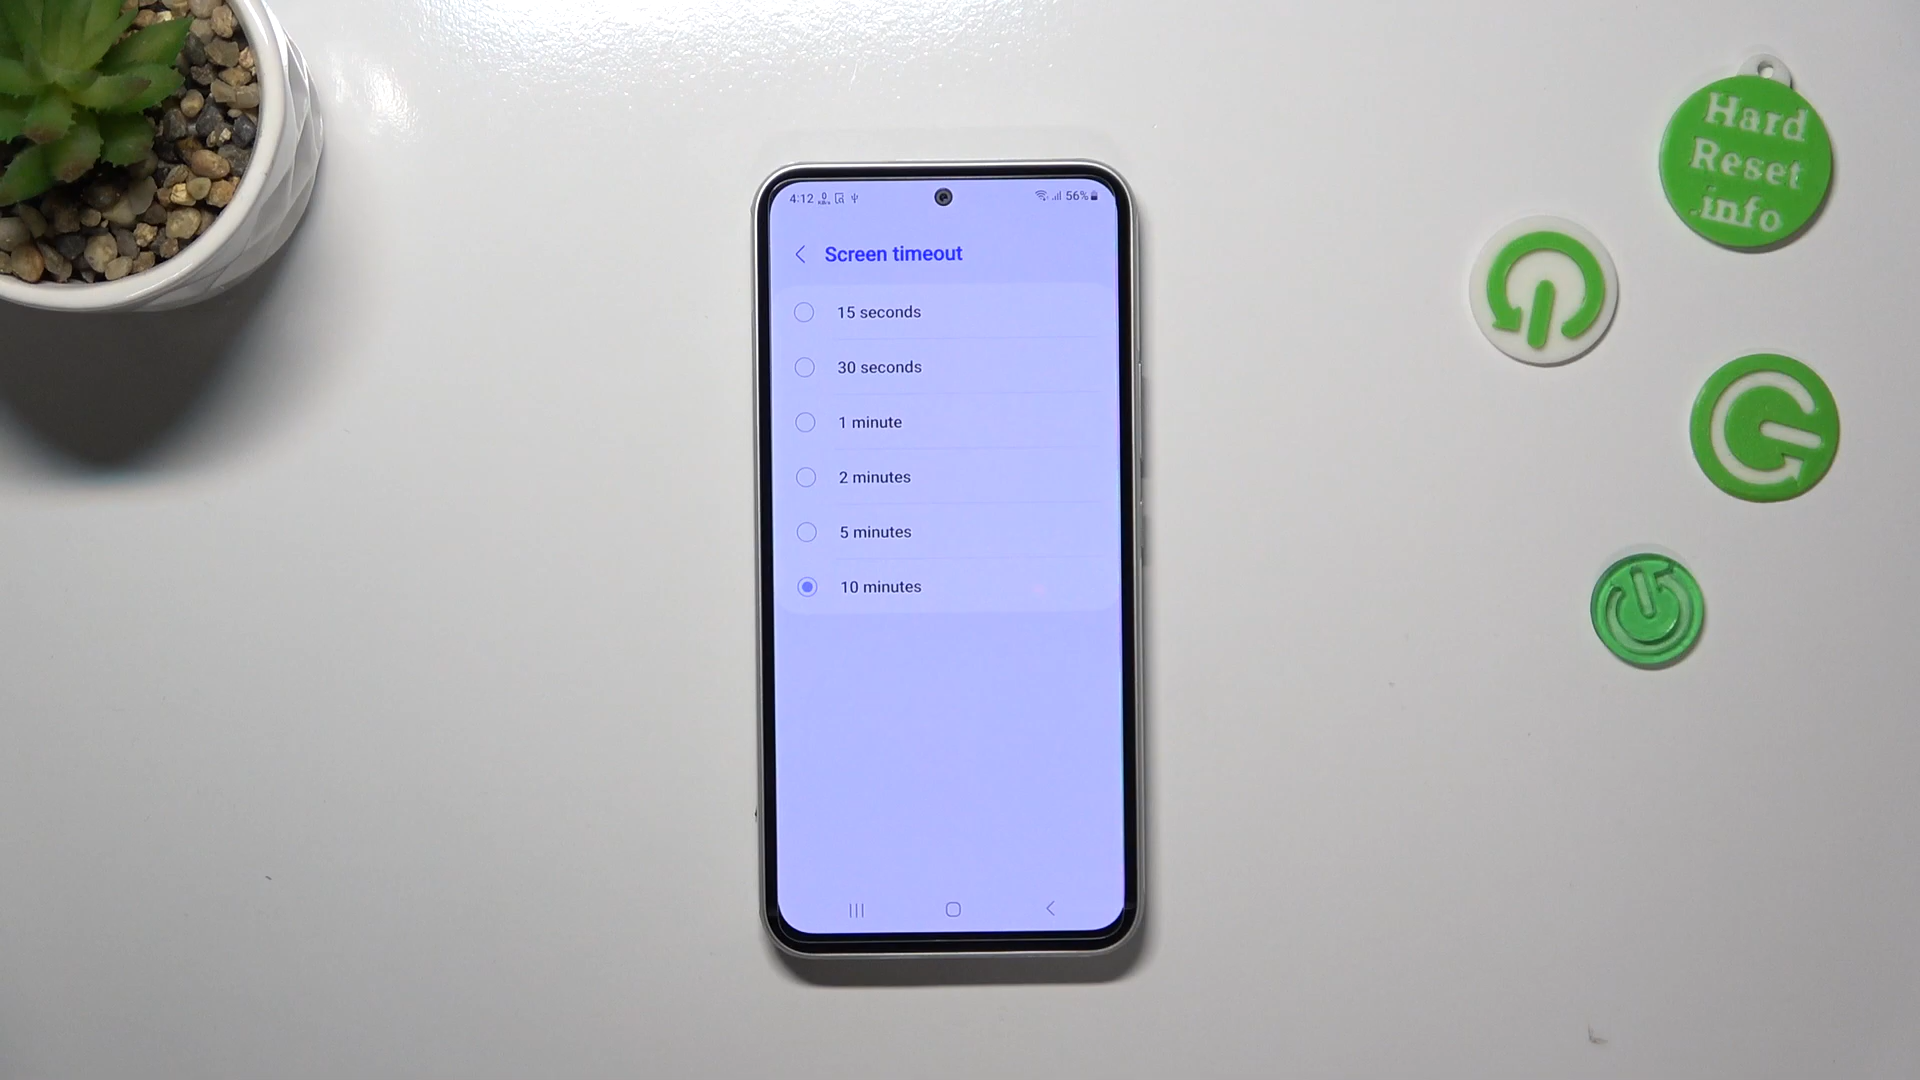 4:12
56%
Screen timeout
15 seconds
30 seconds
1 minute
2 minutes
5 minutes
10 minutes
Hard
Reset
info